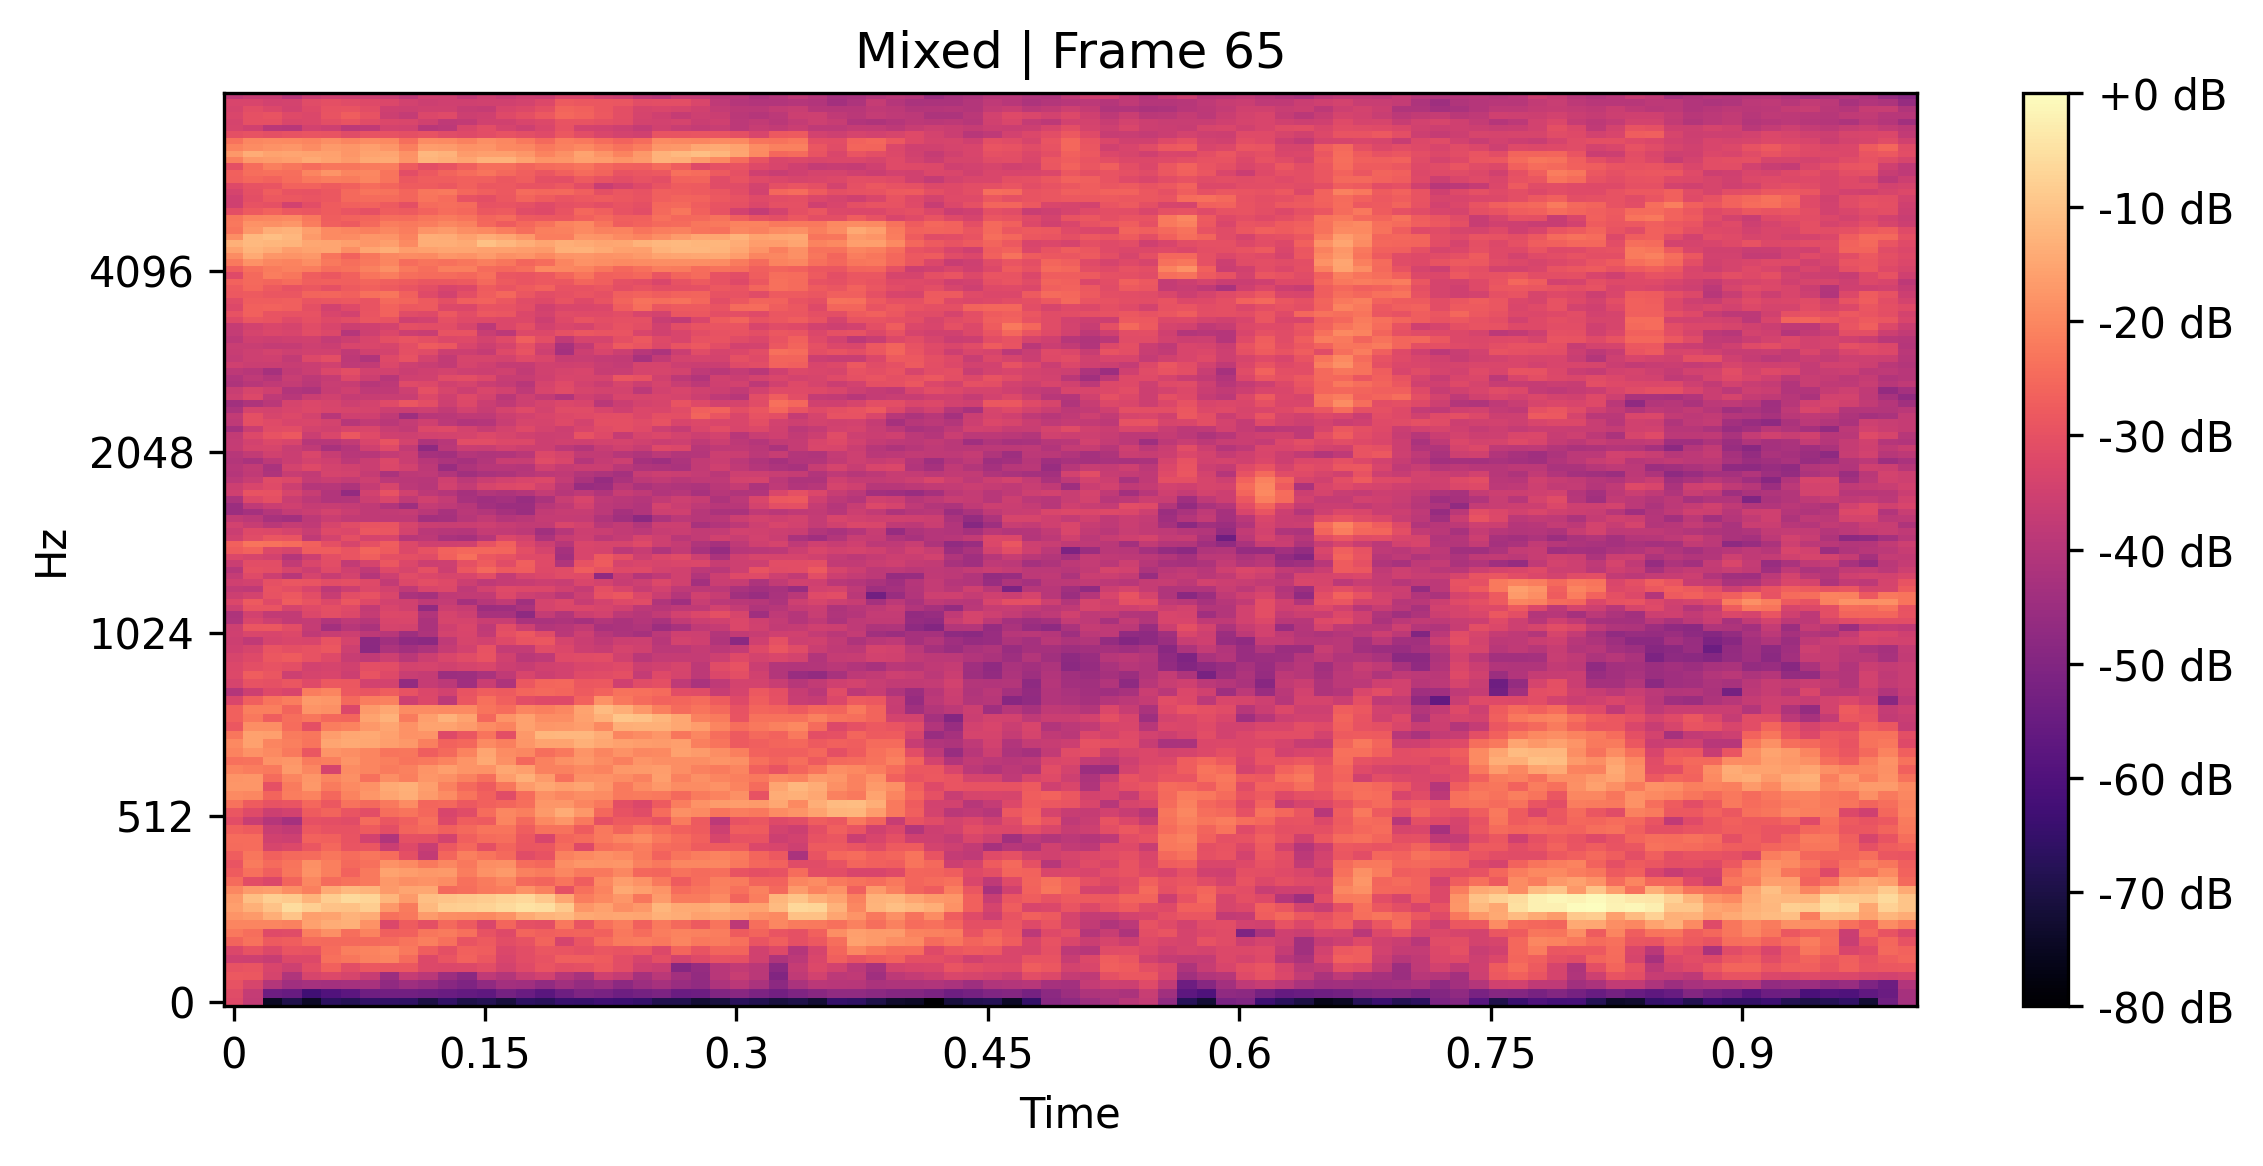 Mixed | Frame 65
+0 dB
-10 dB
-20 dB
-30 dB
-40 dB
-50 dB
-60 dB
-70 dB
-80 dB
4096
2048
1024
512
0
Hz
0 0.15 0.3 0.45 0.6 0.75 0.9
Time